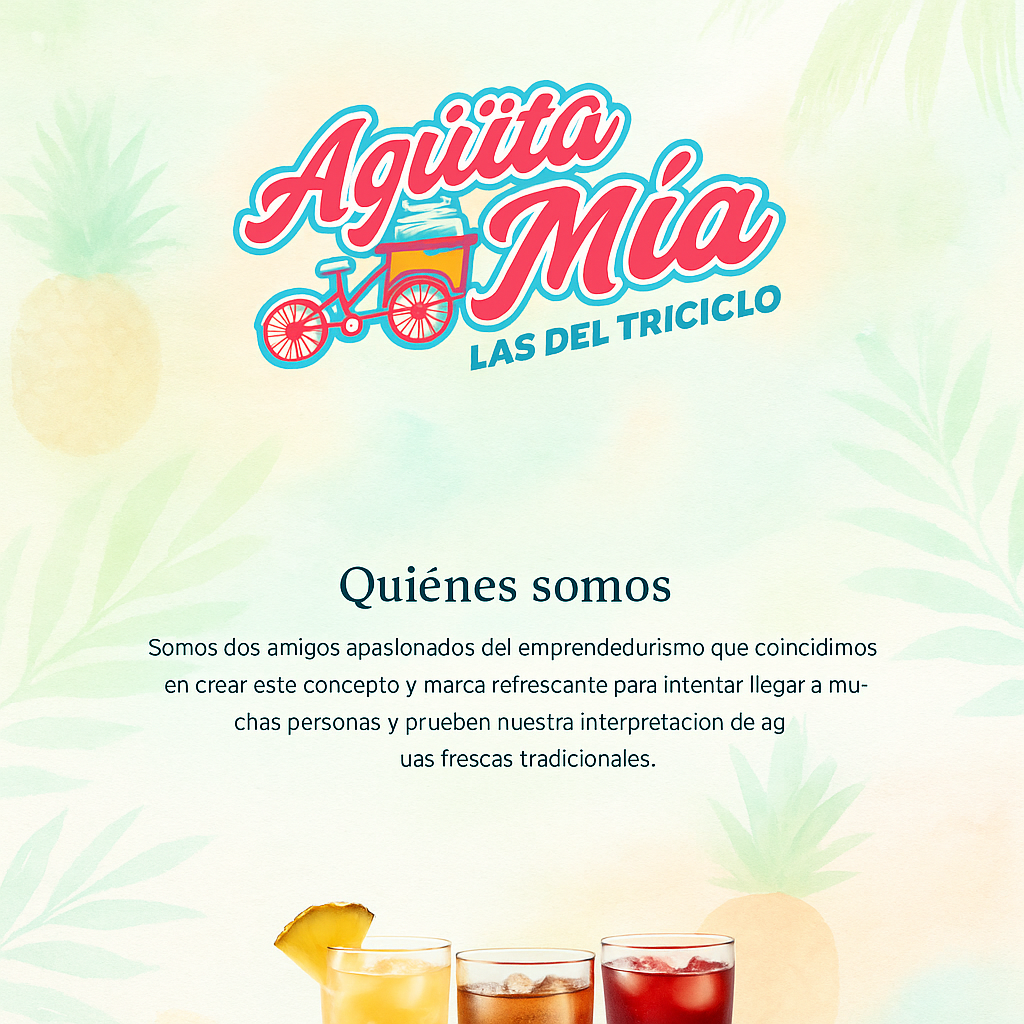 Agüïta
Mía
LAS DEL TRICICLO
Quiénes somos
Somos dos amigos apaslonados del emprendedurismo que coincidimos
en crear este concepto y marca refrescante para intentar llegar a mu-
chas personas y prueben nuestra interpretacion de ag
uas frescas tradicionales.